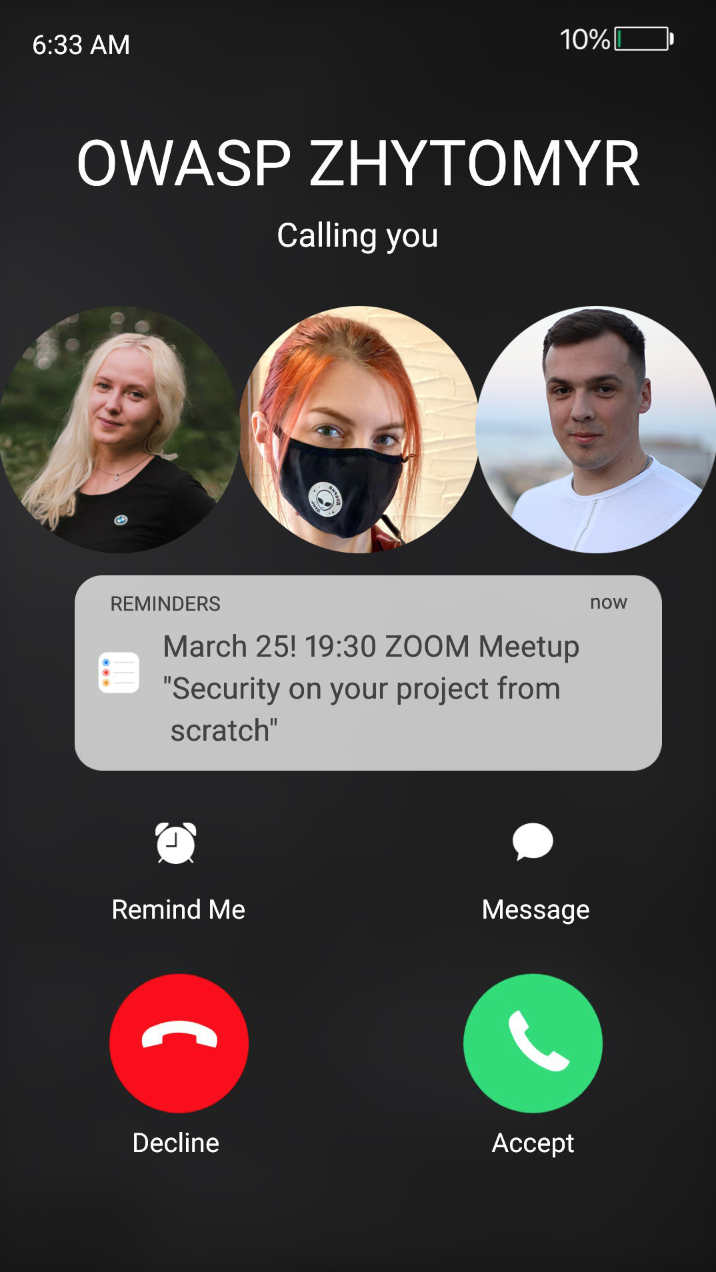 6:33 AM
10%
OWASP ZHYTOMYR
Calling you
REMINDERS
now
March 25! 19:30 ZOOM Meetup
"Security on your project from
scratch"
Remind Me
Message
Decline
Accept